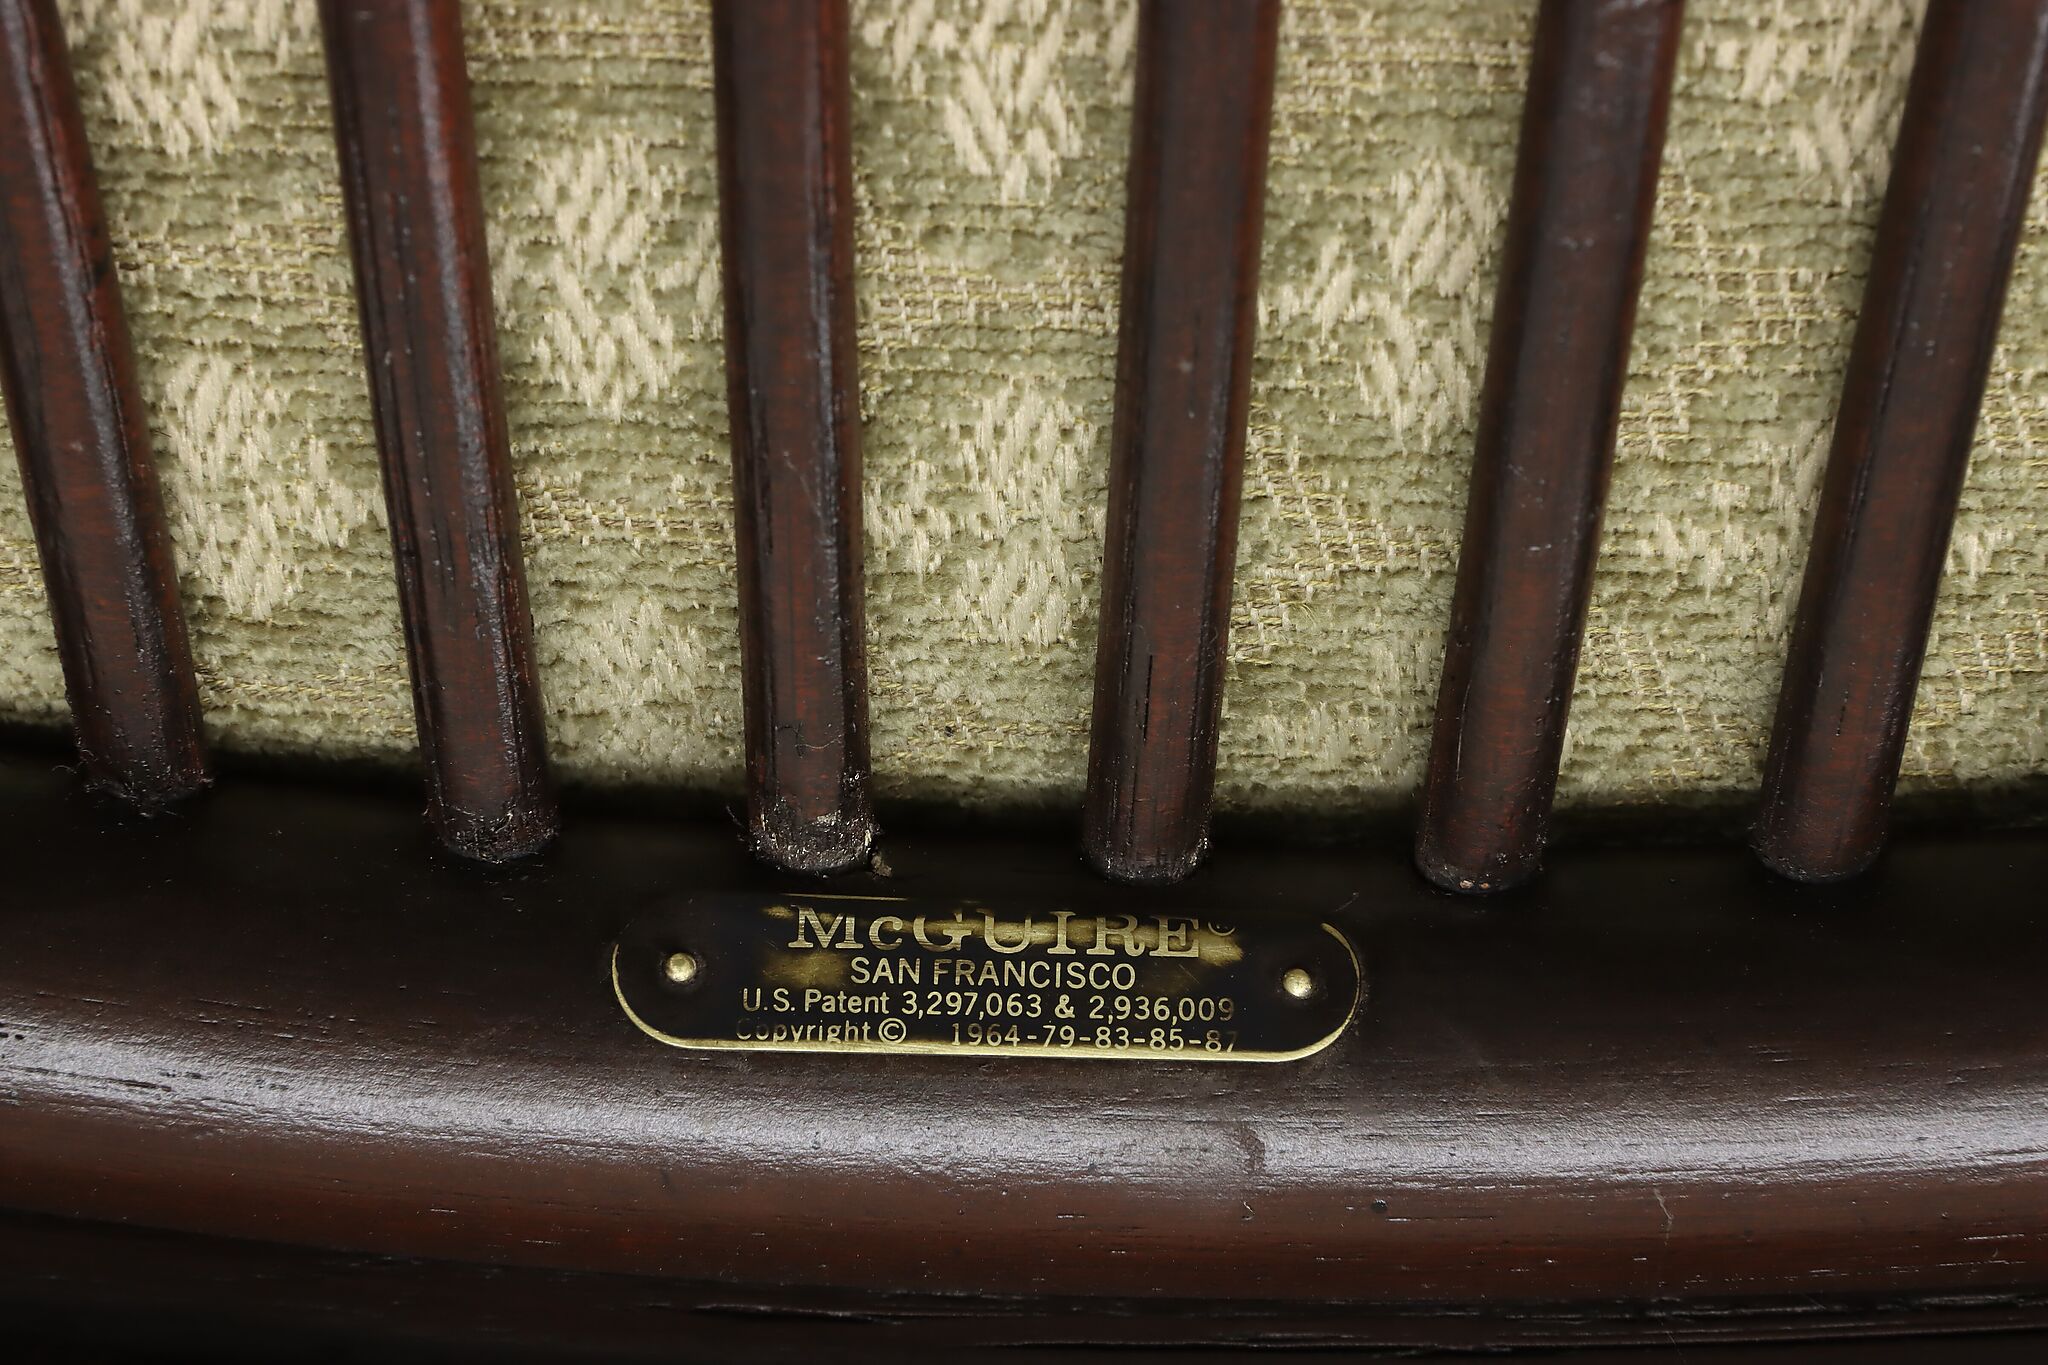 McGUIRE©
SAN FRANCISCO
U.S. Patent 3,297,063 & 2,936,009
Copyright © 1964-79-83-85-87